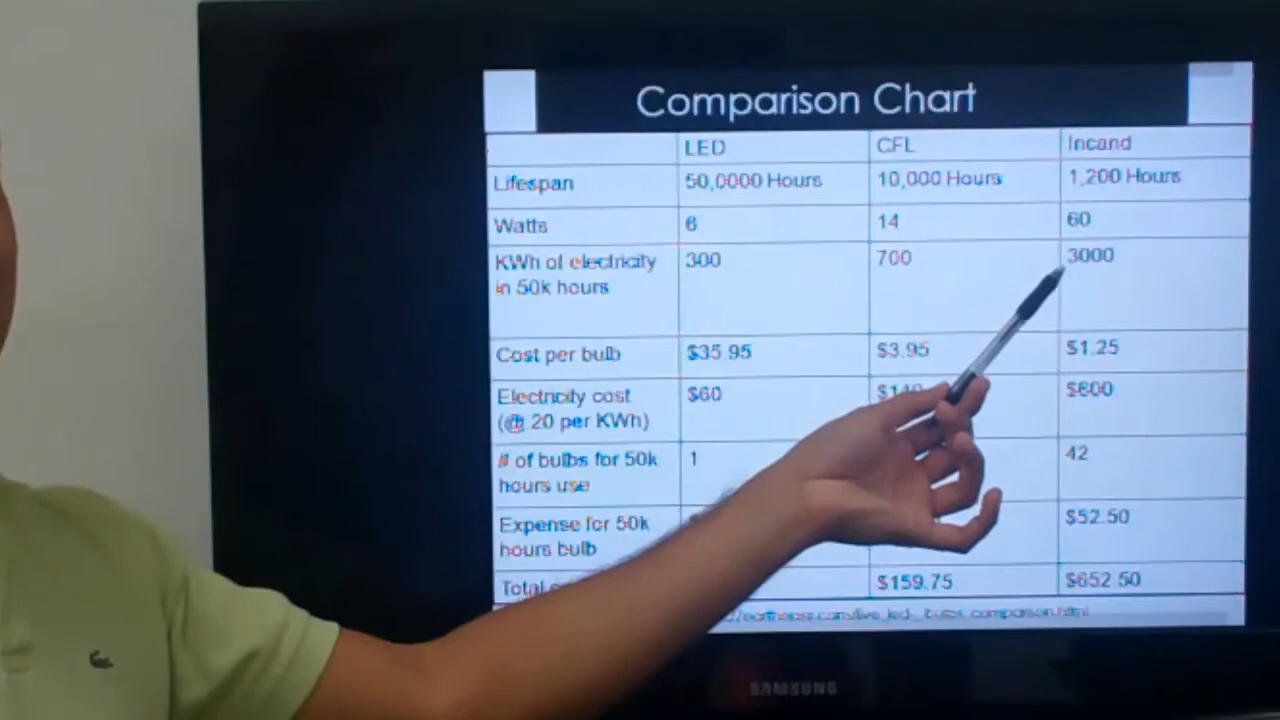 Comparison Chart
LED CFL Incand
Lifespan 50,0000 Hours 10,000 Hours 1,200 Hours
Watts 6 14 60
KWh of electricity 300 700 3000
in 50k hours
Cost per bulb $35.95 $3.95 $1.25
Electricity cost $60 $140 $600
(@ 20 per KWh)
# of bulbs for 50k 1 42
hours use
Expense for 50k $52.50
hours bulb
Total $159.75 $652.50
SAMSUNG